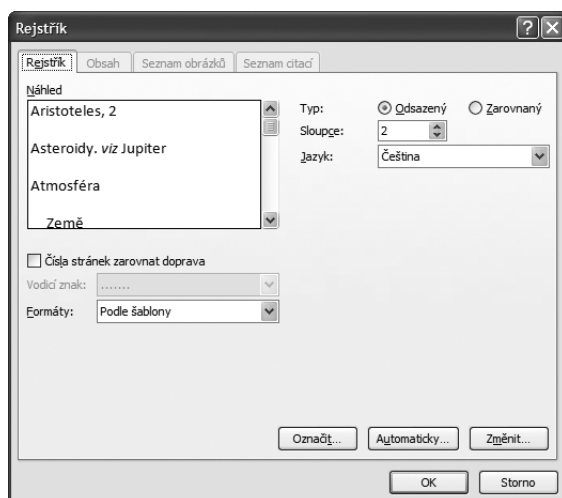 Rejstřík
Rejstřík Obsah Seznam obrázků Seznam citací
Náhled
Aristoteles, 2
Asteroidy. viz Jupiter
Atmosféra
Země
Typ: Odsazený Zarovnaný
Sloupce: 2
Jazyk: Čeština
Čísla stránek zarovnat doprava
Vodicí znak: .......
Formáty: Podle šablony
Označit... Automaticky... Změnit...
OK Storno